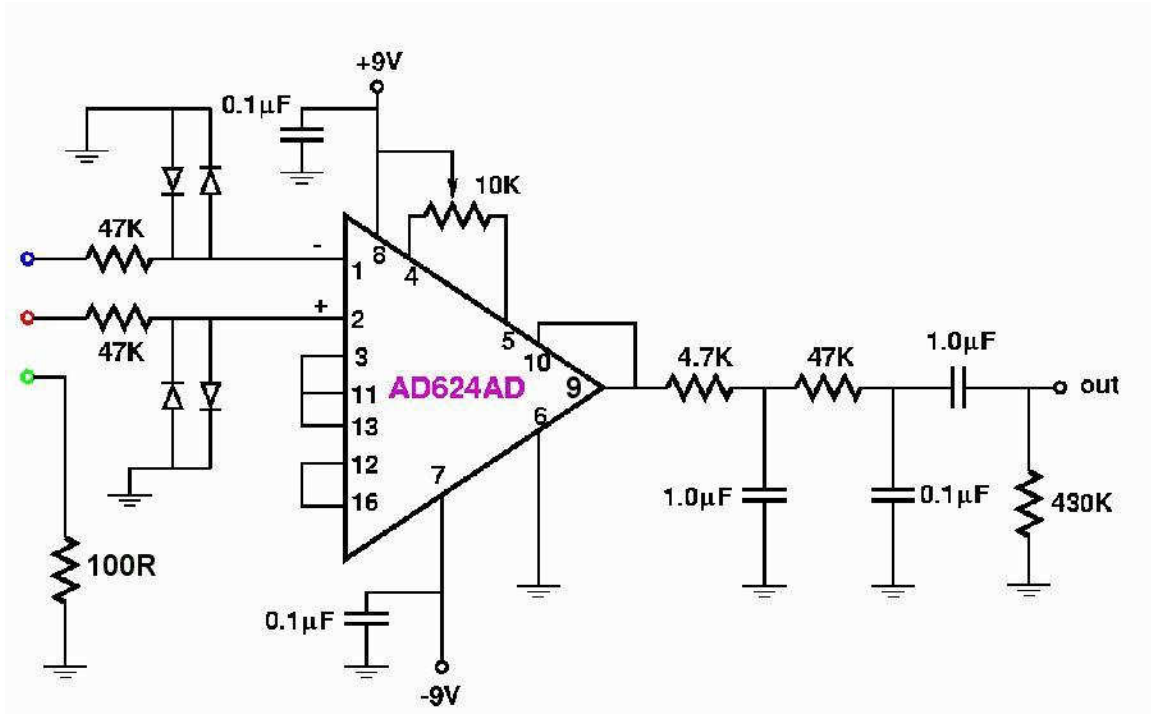 +9V
0.1µF
10K
47K
-
1
8
4
+
2
47K
5
10
3
11
13
12
16
AD624AD
9
6
7
4.7K
47K
1.0µF
out
1.0µF
0.1µF
430K
100R
0.1µF
-9V